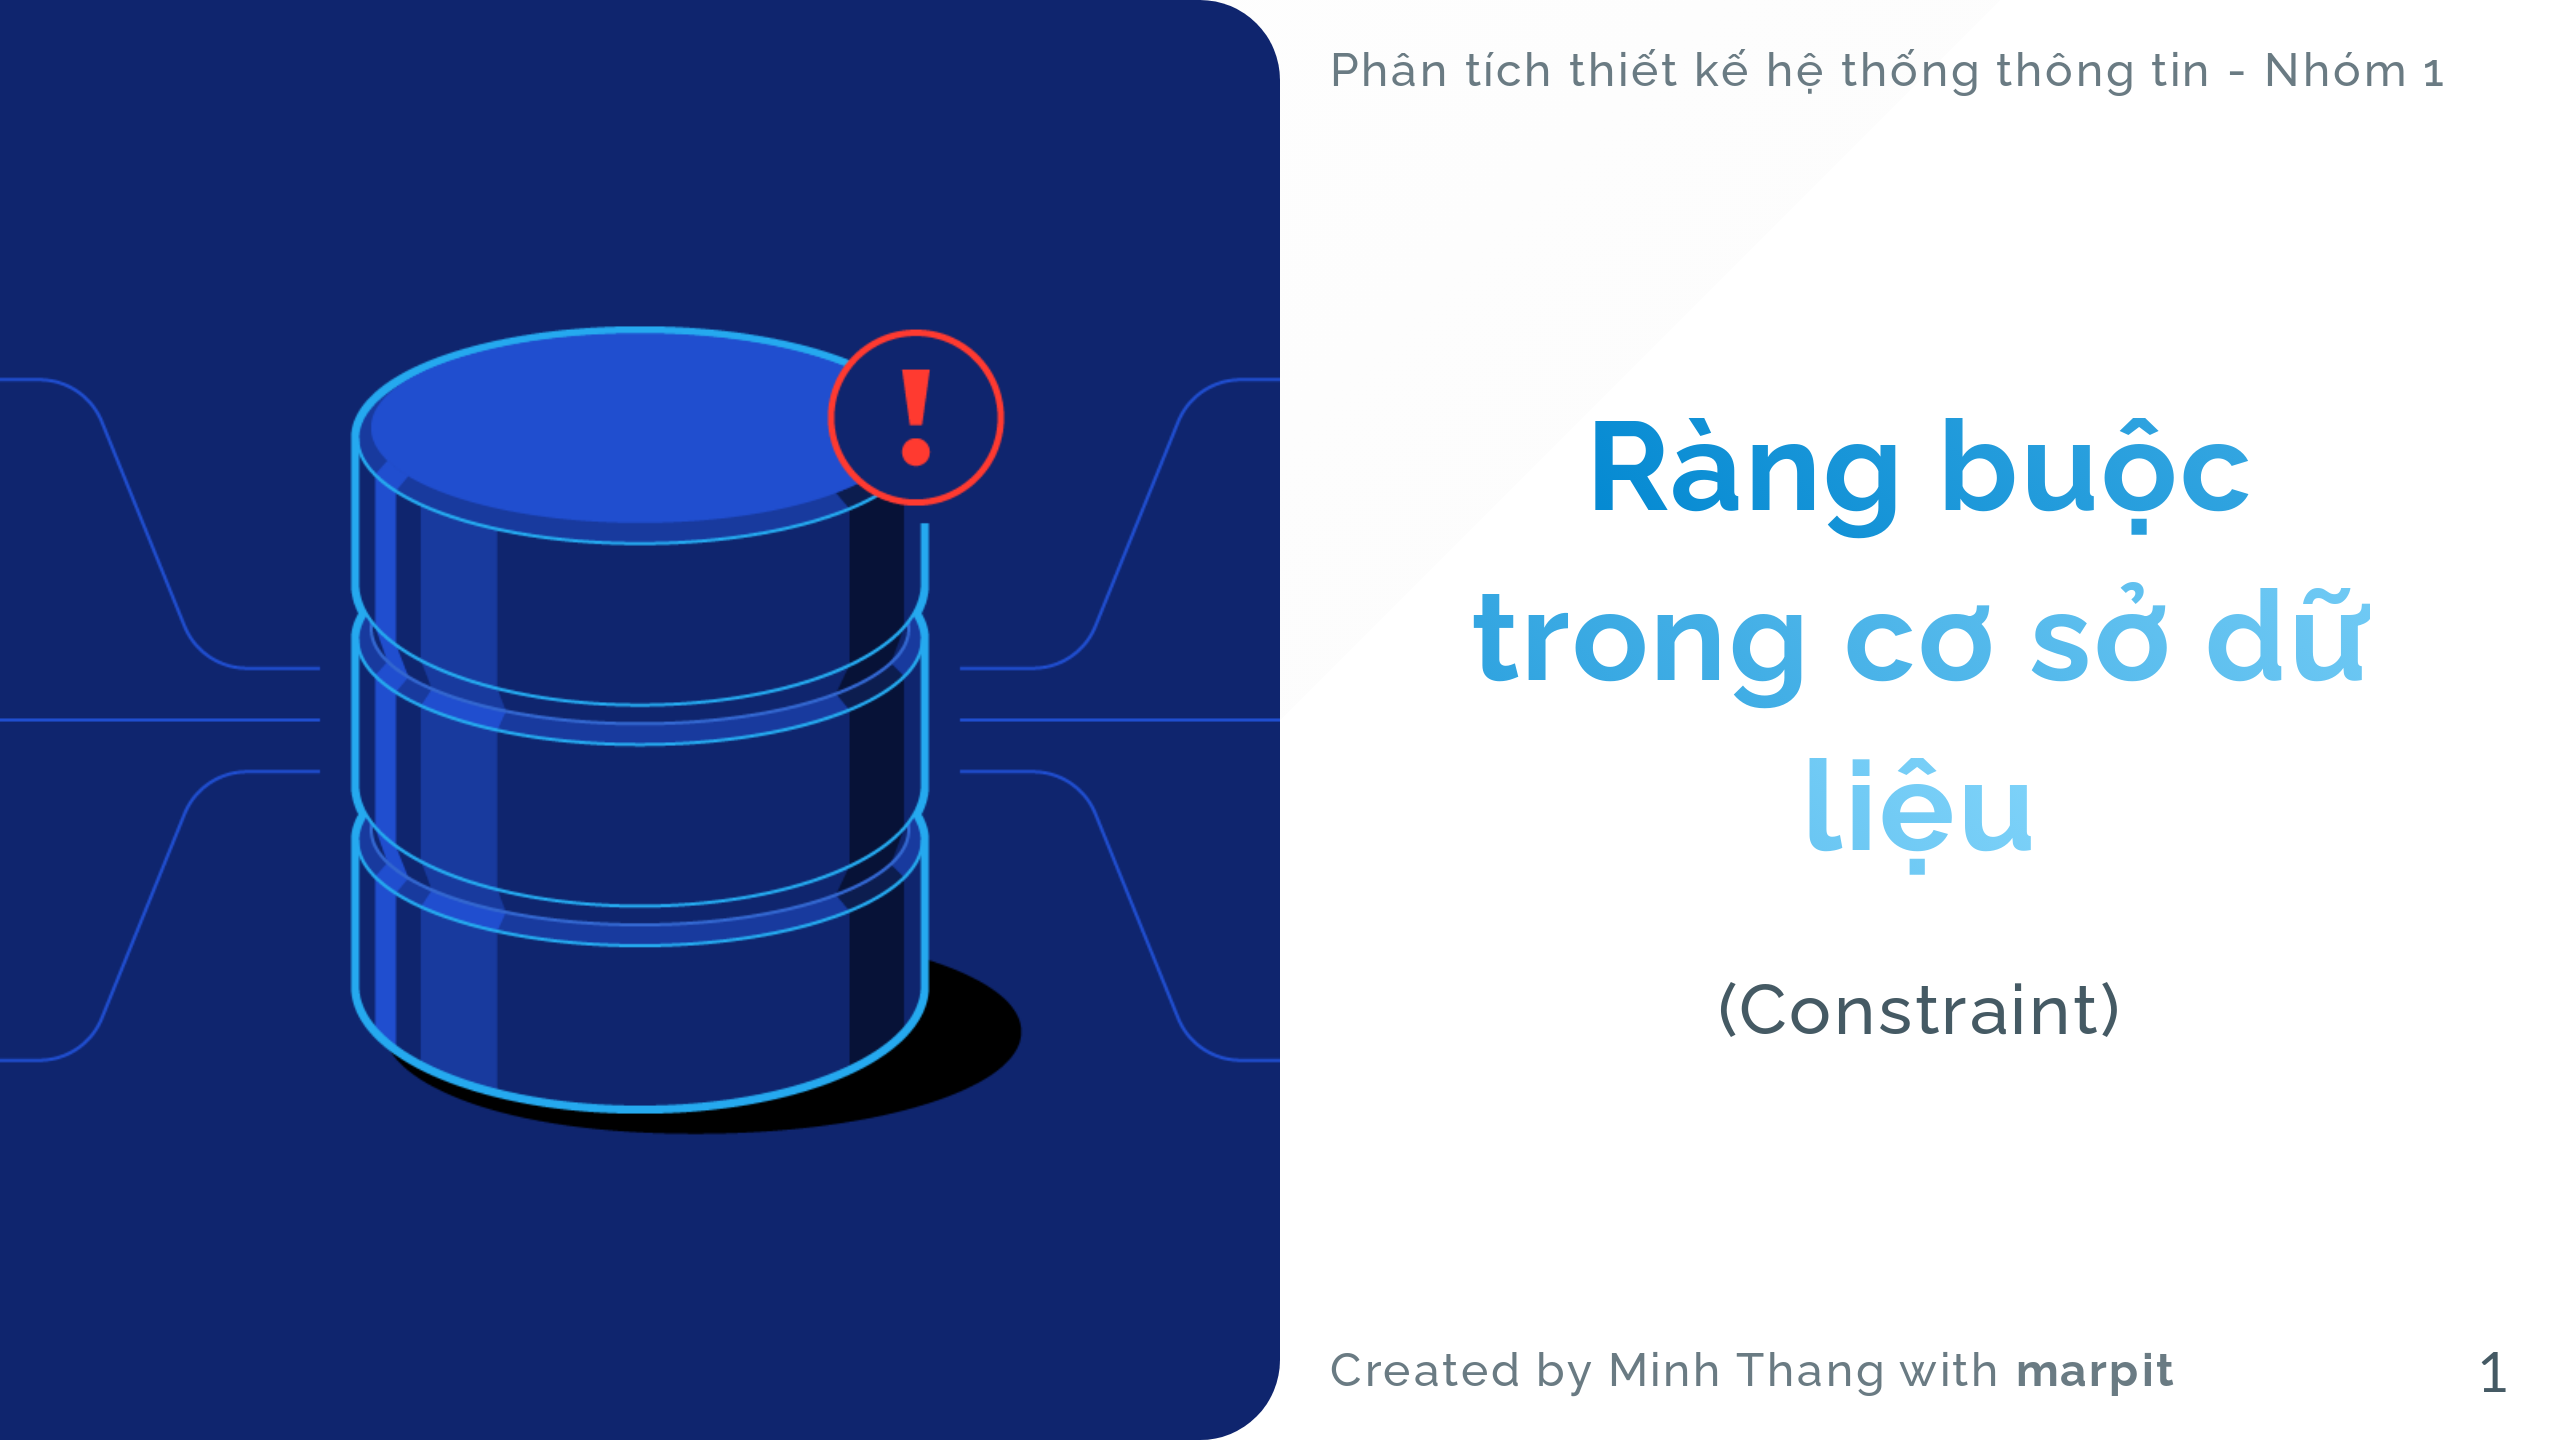 Phân tích thiết kế hệ thống thông tin - Nhóm 1
!
Ràng buộc
trong cơ sở dữ
liệu
(Constraint)
Created by Minh Thang with marpit
1